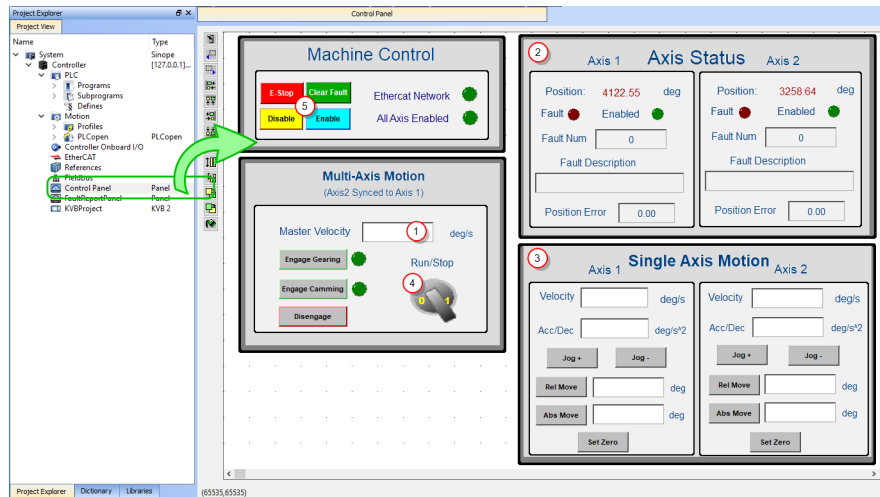 Project Explorer
Control Panel
Project View
Name Type
System Sinope
Controller [127.0.0.1]...
PLC
Programs
Subprograms
Defines
Motion
Profiles
PLCopen PLCopen
Controller Onboard I/O
EtherCAT
References
Fieldbus
Control Panel Panel
FaultReportPanel Panel
KVBProject KVB 2
Project Explorer Dictionary Libraries
Machine Control
E-Stop Clear Fault Ethercat Network
5
Disable Enable All Axis Enabled
Multi-Axis Motion
(Axis2 Synced to Axis 1)
Master Velocity 1 deg/s
Engage Gearing Run/Stop
Engage Camming 4
0 1
Disengage
2
Axis 1 Axis Status Axis 2
Position: 4122.55 deg Position: 3258.64 deg
Fault Enabled Fault Enabled
Fault Num 0 Fault Num 0
Fault Description Fault Description
Position Error 0.00 Position Error 0.00
3
Axis 1 Single Axis Motion Axis 2
Velocity deg/s Velocity deg/s
Acc/Dec deg/s^2 Acc/Dec deg/s^2
Jog + Jog - Jog + Jog -
Rel Move deg Rel Move deg
Abs Move deg Abs Move deg
Set Zero Set Zero
(65535,65535)